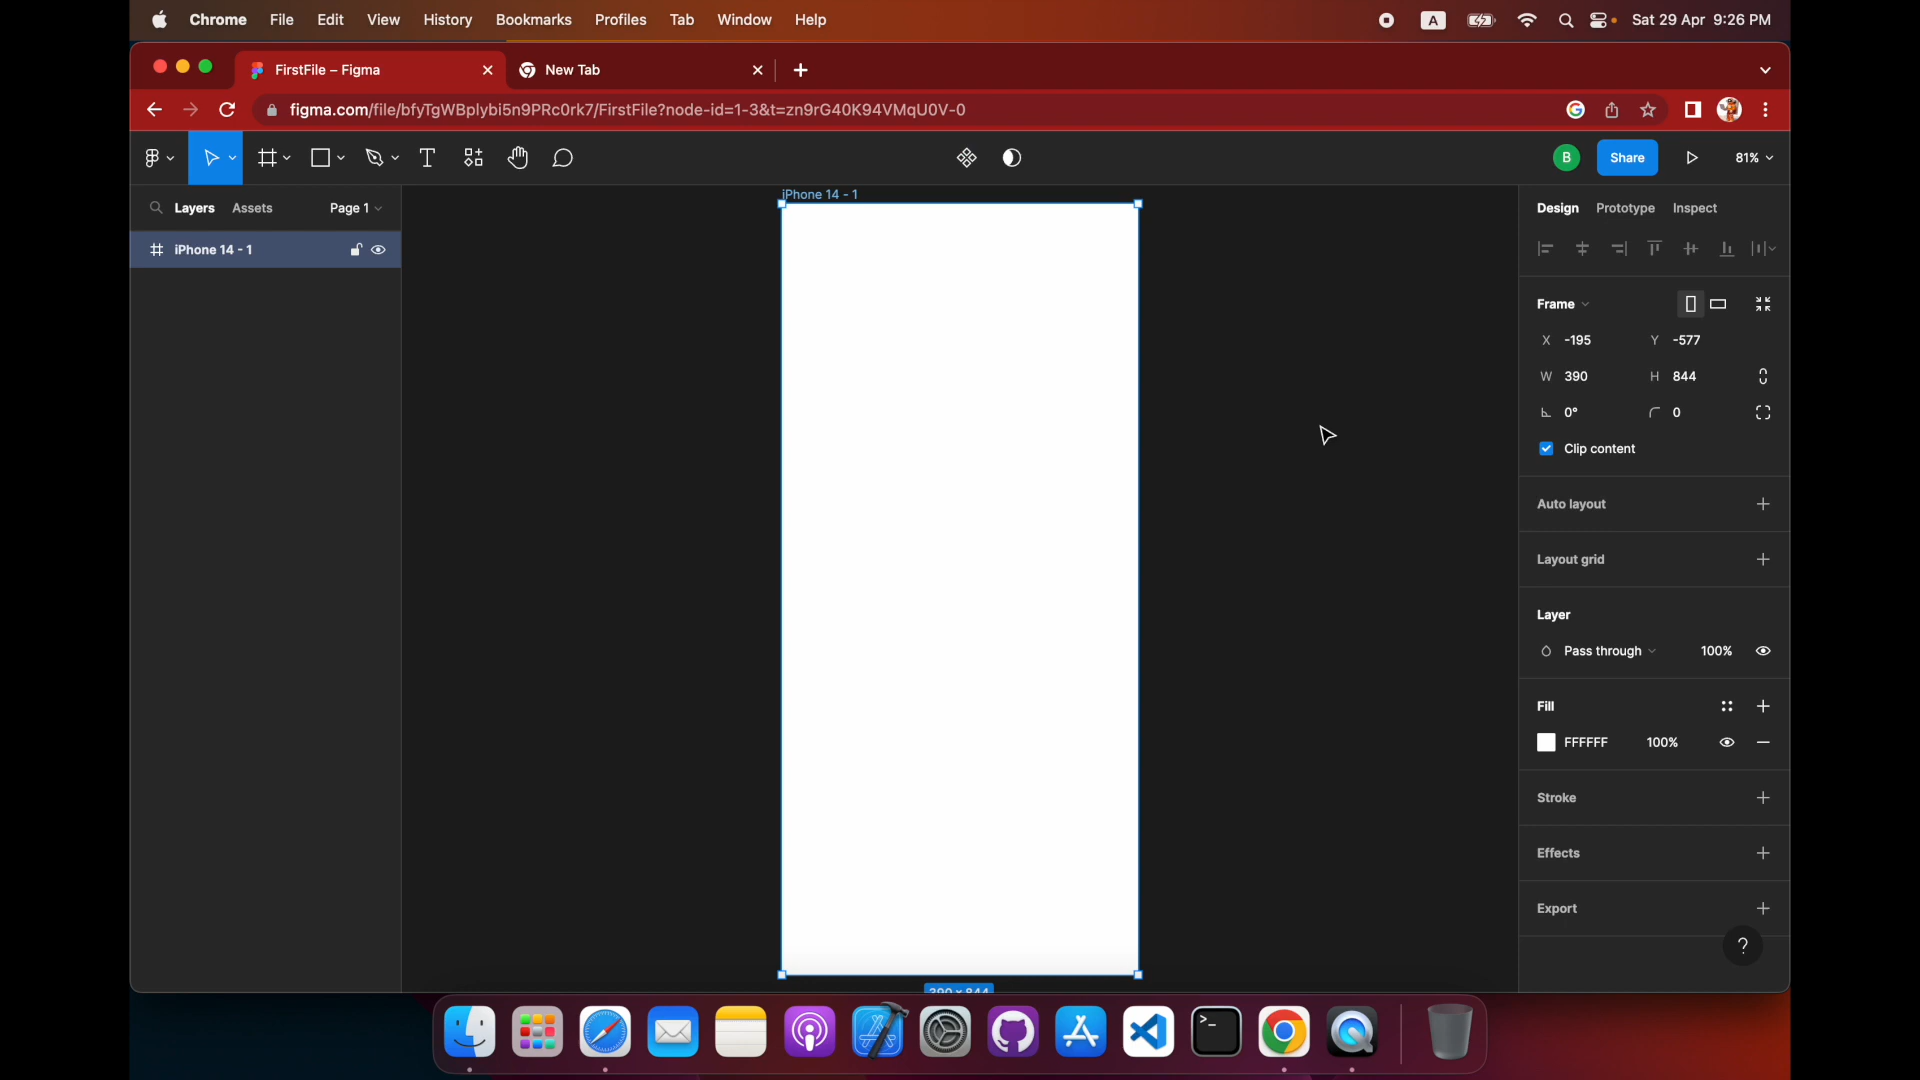 Chrome File Edit View History Bookmarks Profiles Tab Window Help A Sat 29 Apr 9:26 PM
FirstFile – Figma New Tab
figma.com/file/bfyTgWBplybi5n9PRc0rk7/FirstFile?node-id=1-3&t=zn9rG40K94VMqU0V-0
B Share 81%
Layers Assets Page 1
iPhone 14 - 1
iPhone 14 - 1
Design Prototype Inspect
Frame
X -195 Y -577
W 390 H 844
0° 0
Clip content
Auto layout
Layout grid
Layer
Pass through 100%
Fill
FFFFFF 100%
Stroke
Effects
Export
?
390 × 844